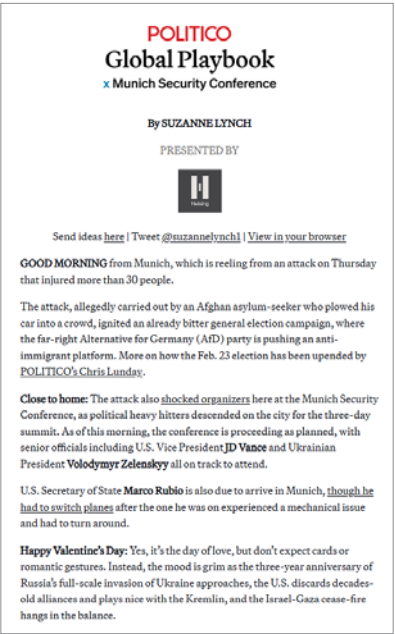 POLITICO
Global Playbook
x Munich Security Conference
By SUZANNE LYNCH
PRESENTED BY
Helsing
Send ideas here | Tweet @suzannelynch1 | View in your browser
GOOD MORNING from Munich, which is reeling from an attack on Thursday
that injured more than 30 people.
The attack, allegedly carried out by an Afghan asylum-seeker who plowed his
car into a crowd, ignited an already bitter general election campaign, where
the far-right Alternative for Germany (AfD) party is pushing an anti-
immigrant platform. More on how the Feb. 23 election has been upended by
POLITICO's Chris Lunday.
Close to home: The attack also shocked organizers here at the Munich Security
Conference, as political heavy hitters descended on the city for the three-day
summit. As of this morning, the conference is proceeding as planned, with
senior officials including U.S. Vice President JD Vance and Ukrainian
President Volodymyr Zelenskyy all on track to attend.
U.S. Secretary of State Marco Rubio is also due to arrive in Munich, though he
had to switch planes after the one he was on experienced a mechanical issue
and had to turn around.
Happy Valentine's Day: Yes, it's the day of love, but don't expect cards or
romantic gestures. Instead, the mood is grim as the three-year anniversary of
Russia's full-scale invasion of Ukraine approaches, the U.S. discards decades-
old alliances and plays nice with the Kremlin, and the Israel-Gaza cease-fire
hangs in the balance.